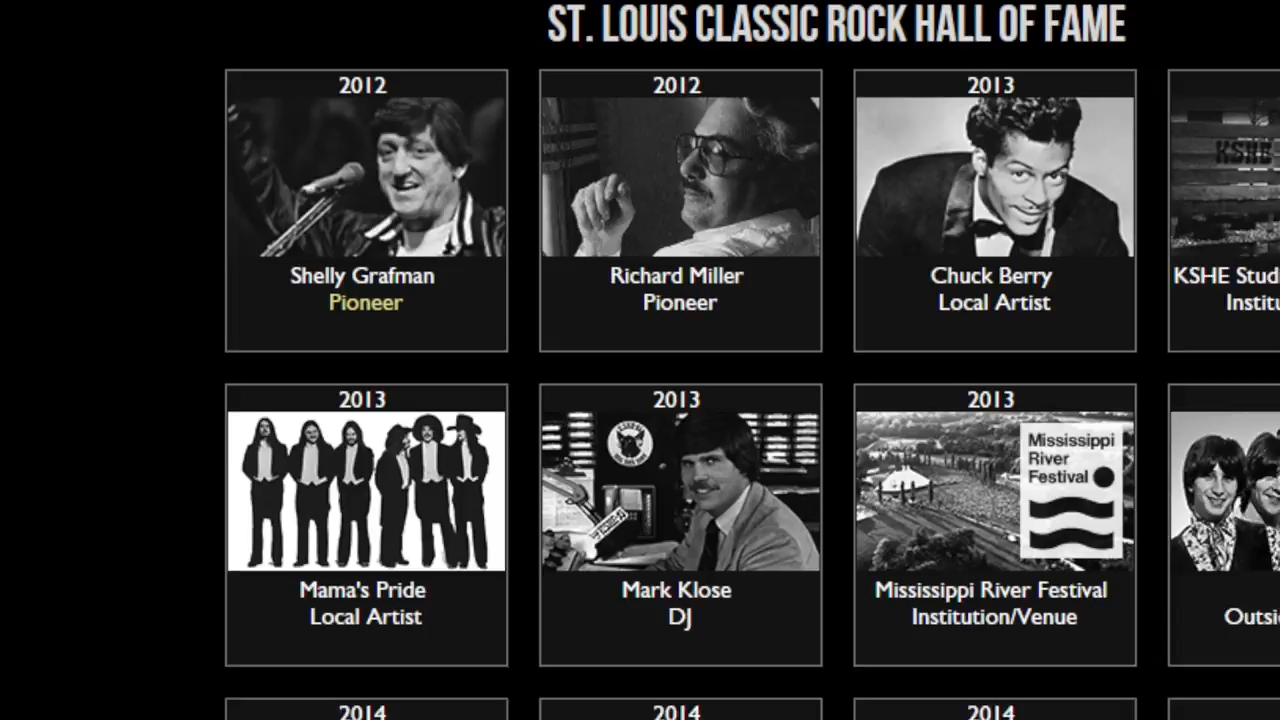 ST. LOUIS CLASSIC ROCK HALL OF FAME
2012
2012
2013
KSHE
Shelly Grafman
Pioneer
Richard Miller
Pioneer
Chuck Berry
Local Artist
KSHE
2013
2013
2013
Mississippi
River
Festival
Mama's Pride
Local Artist
Mark Klose
DJ
Mississippi River Festival
Institution/Venue
2014
2014
2014